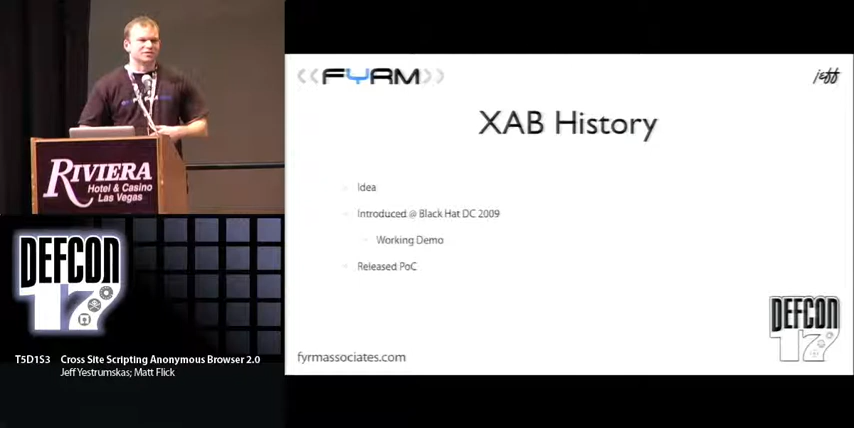 RIVIERA
Hotel & Casino
Las Vegas
DEFCON
17
T5D1S3 Cross Site Scripting Anonymous Browser 2.0
Jeff Yestrumskas; Matt Flick
((FYRM))
jeff
XAB History
Idea
Introduced @ Black Hat DC 2009
Working Demo
Released PoC
fyrmassociates.com
DEFCON
17